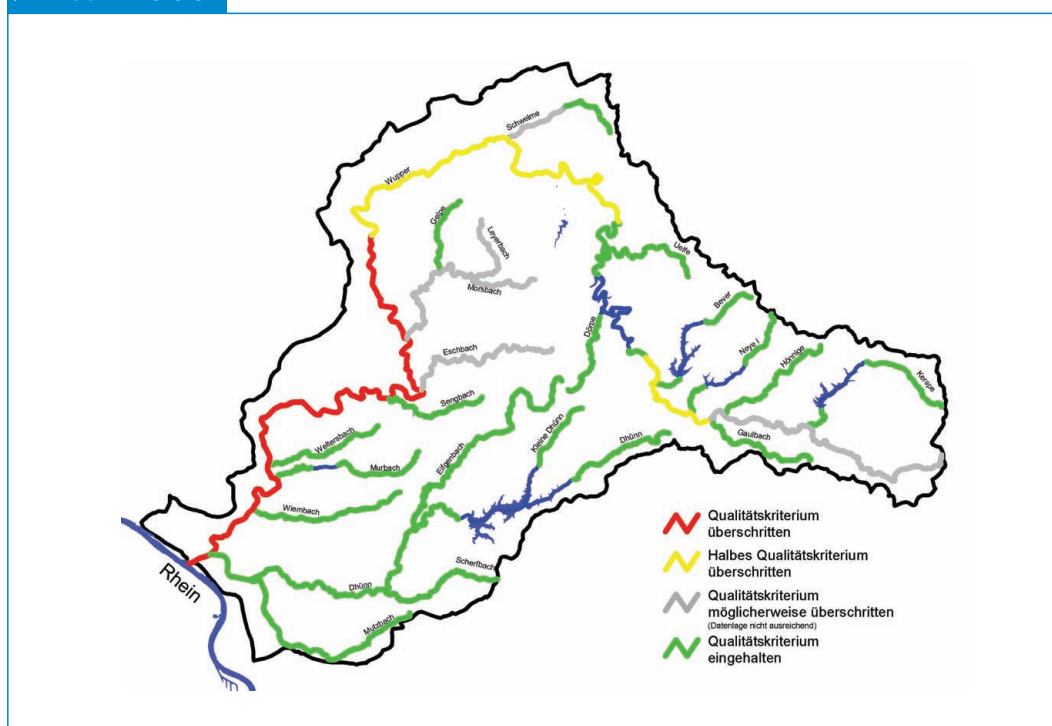 Schwelme
Wupper
Gelpe
Leyerbach
Morsbach
Uelfe
Bever
Neye I
Hönnige
Kerspe
Dörpe
Eschbach
Sengbach
Gaulbach
Weltersbach
Murbach
Eifgenbach
Kleine Dhünn
Dhünn
Wiembach
Rhein
Dhünn
Scherfbach
Mutzbach
Qualitätskriterium
überschritten
Halbes Qualitätskriterium
überschritten
Qualitätskriterium
möglicherweise überschritten
(Datenlage nicht ausreichend)
Qualitätskriterium
eingehalten